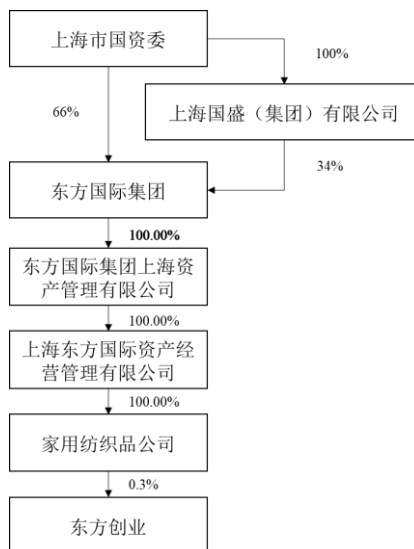 上海市国资委
100%
66%
上海国盛（集团）有限公司
34%
东方国际集团
100.00%
东方国际集团上海资
产管理有限公司
100.00%
上海东方国际资产经
营管理有限公司
100.00%
家用纺织品公司
0.3%
东方创业